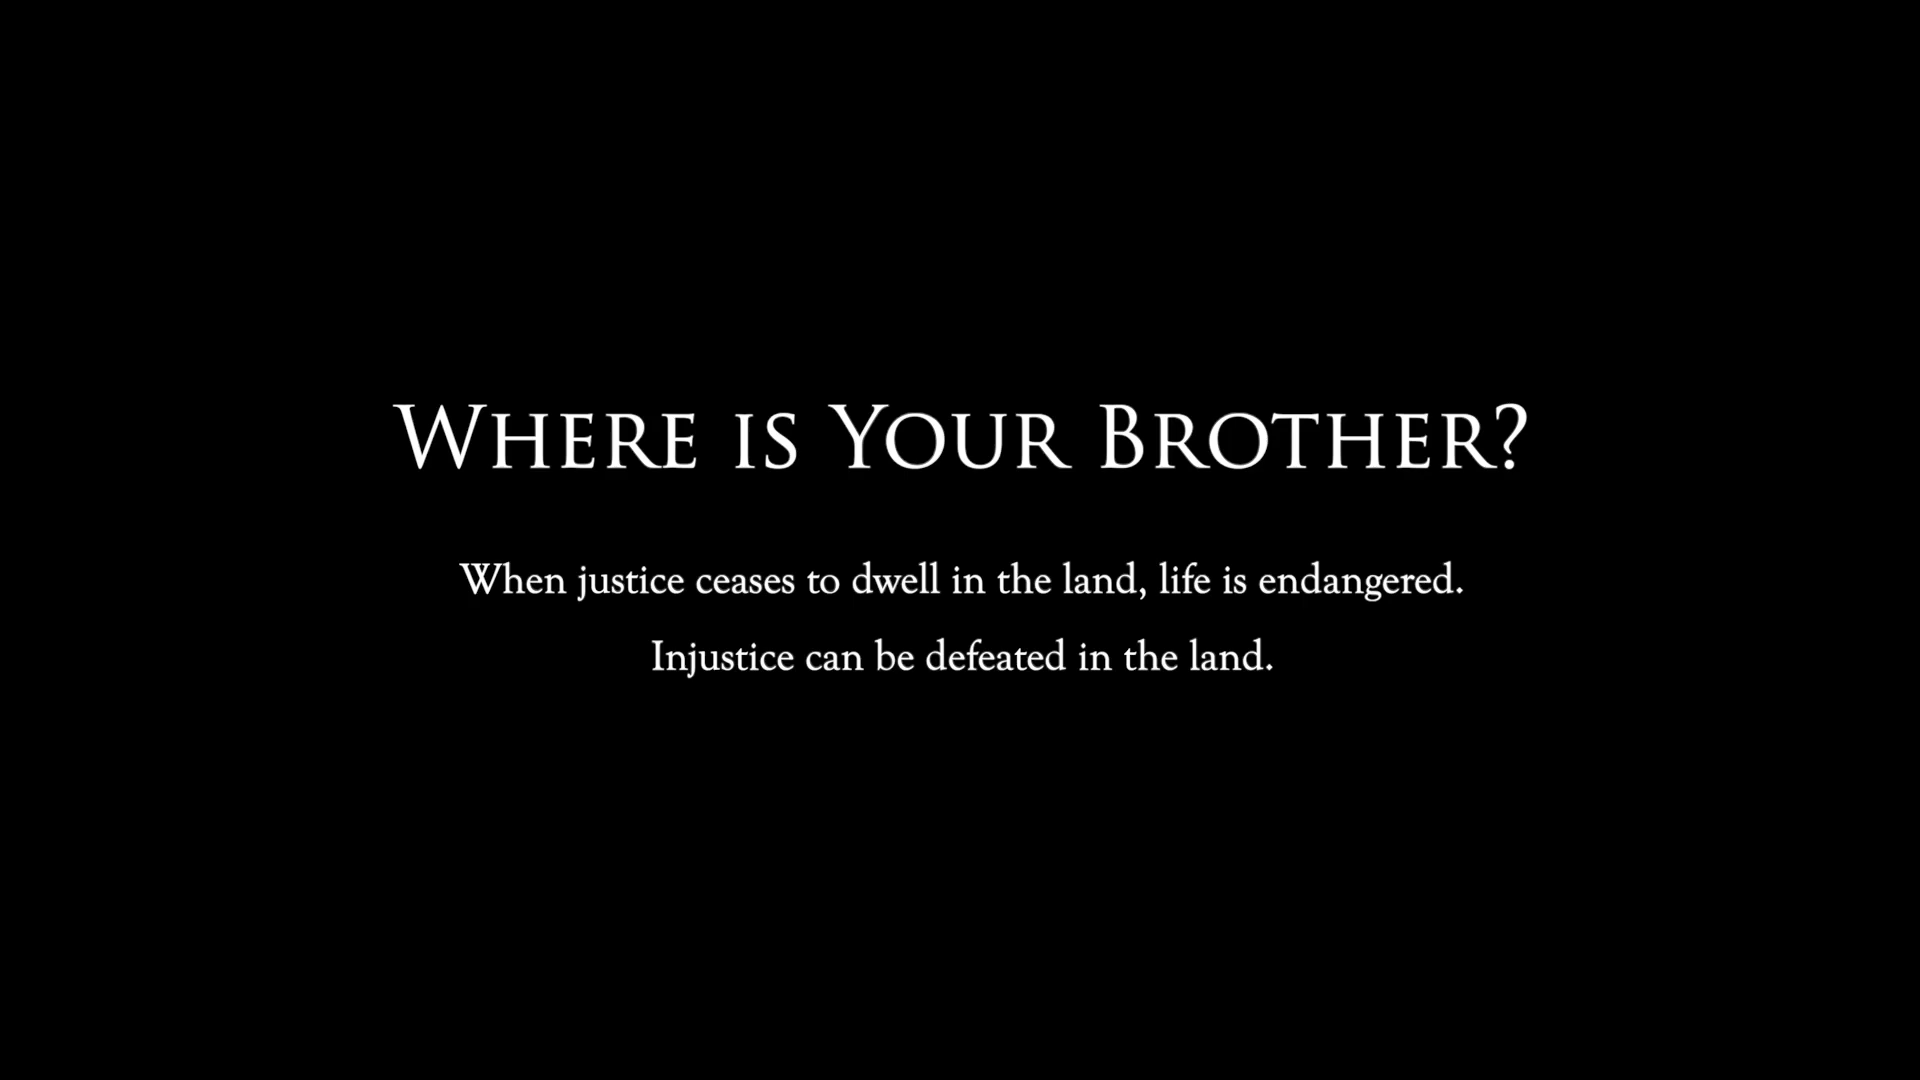 Where is Your Brother?
When justice ceases to dwell in the land, life is endangered.
Injustice can be defeated in the land.